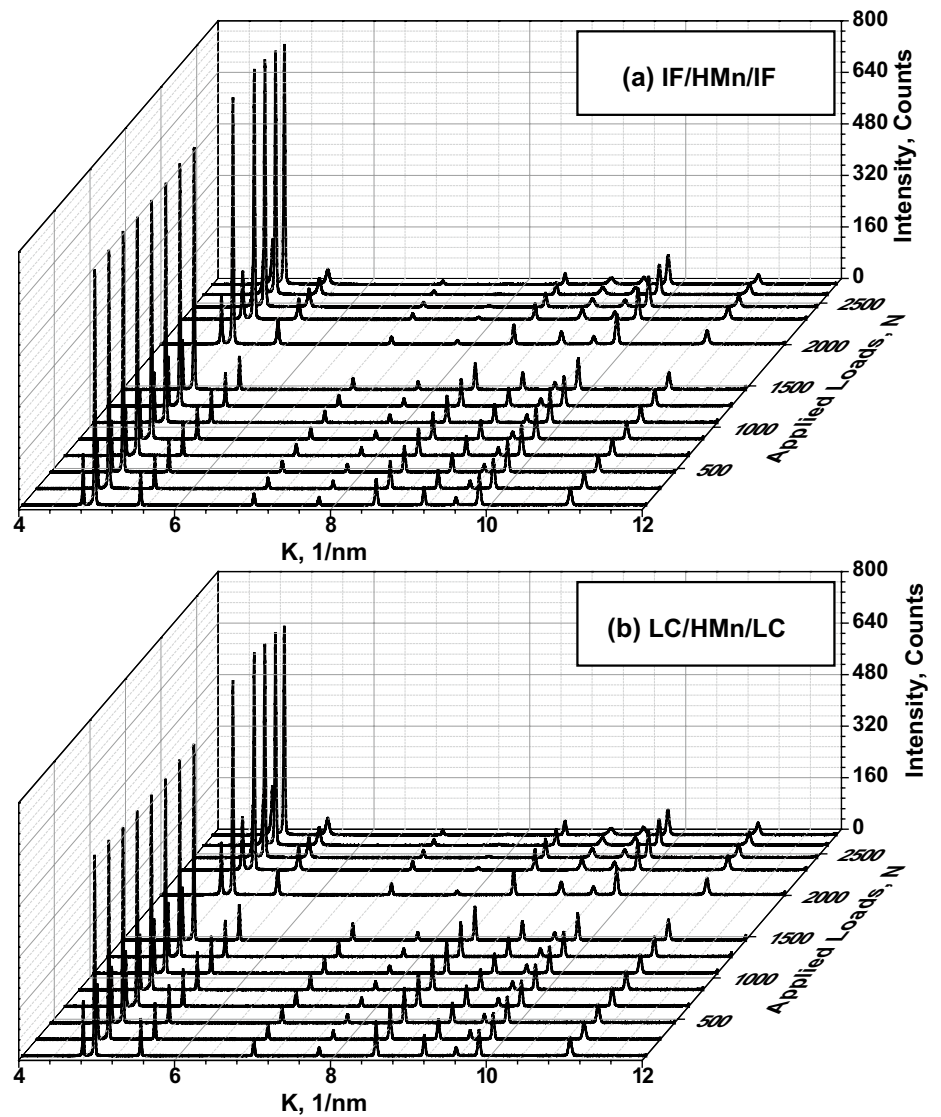 800
(a) IF/HMn/IF
640
480
320
160
0
Intensity, Counts
2500
2000
1500
1000
500
Applied Loads, N
4 6 8 10 12
K, 1/nm
800
(b) LC/HMn/LC
640
480
320
160
0
Intensity, Counts
2500
2000
1500
1000
500
Applied Loads, N
4 6 8 10 12
K, 1/nm